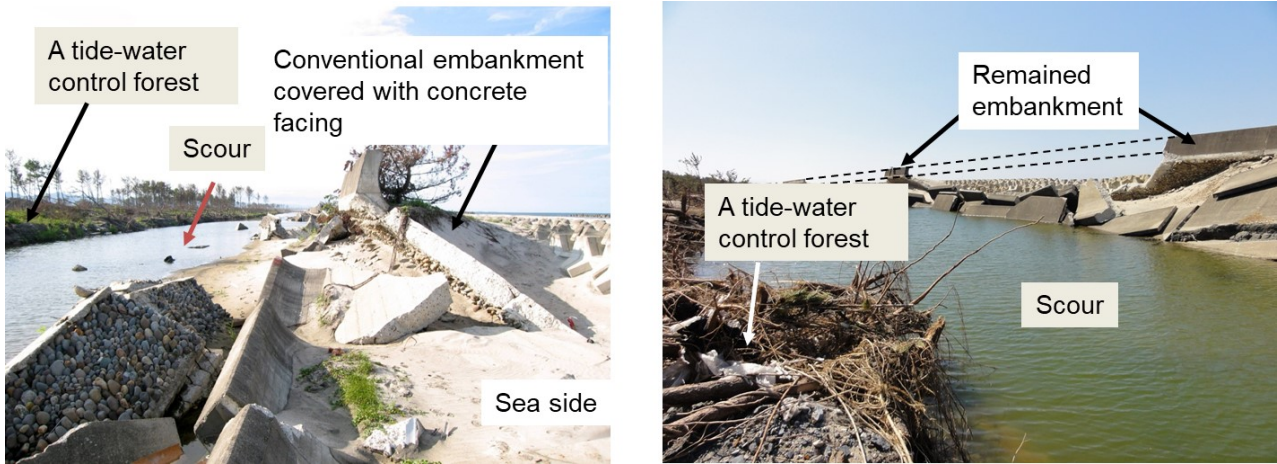 A tide-water
control forest
Scour
Conventional embankment
covered with concrete
facing
Sea side
Remained
embankment
A tide-water
control forest
Scour